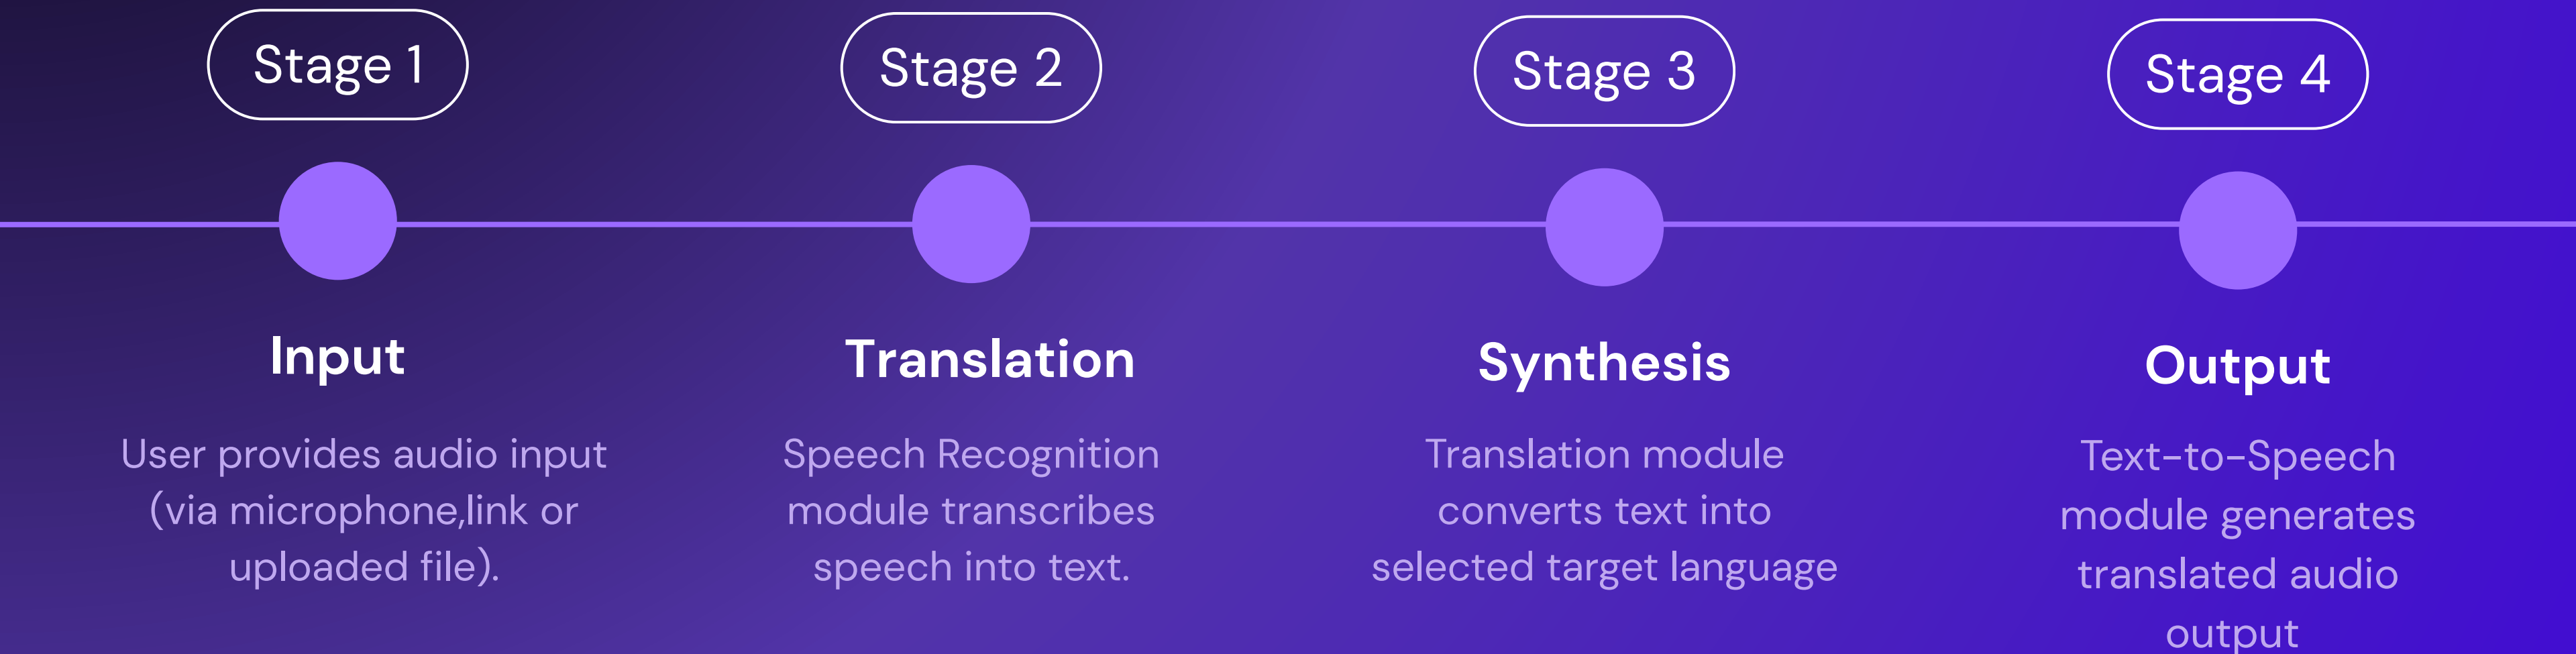 Stage 1
Stage 2
Stage 3
Stage 4
Input
User provides audio input
(via microphone,link or
uploaded file).
Translation
Speech Recognition
module transcribes
speech into text.
Synthesis
Translation module
converts text into
selected target language
Output
Text-to-Speech
module generates
translated audio
output